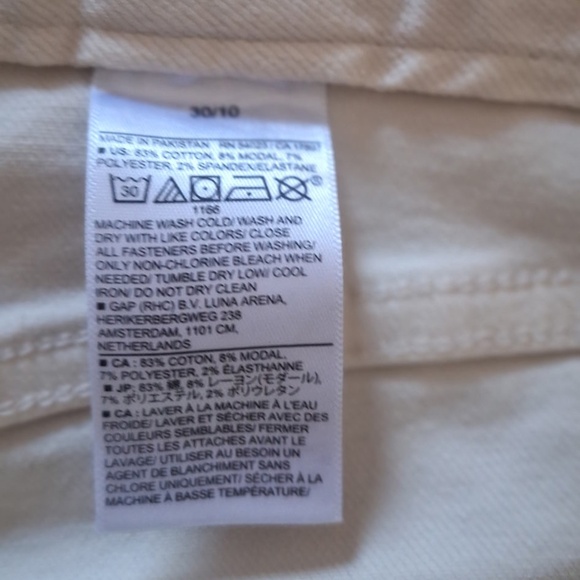 30/10
MADE IN PAKISTAN RN 54023 / CA
■ US: 83% COTTON, 8% MODAL, 7%
POLYESTER, 2% SPANDEX/ELASTANE
30
®
1166
MACHINE WASH COLD/ WASH AND
DRY WITH LIKE COLORS/ CLOSE
ALL FASTENERS BEFORE WASHING/
ONLY NON-CHLORINE BLEACH WHEN
NEEDED/ TUMBLE DRY LOW/ COOL
IRON/ DO NOT DRY CLEAN
■ GAP (RHC) B.V. LUNA ARENA,
HERIKERBERGWEG 238
AMSTERDAM, 1101 CM,
NETHERLANDS
■ CA : 83% COTTON, 8% MODAL,
7% POLYESTER, 2% ÉLASTHANNE
■ JP: 83% 綿, 8% レーヨン(モダール),
7% ポリエステル, 2% ポリウレタン
■ CA : LAVER À LA MACHINE À L'EAU
FROIDE/ LAVER ET SÉCHER AVEC DES
COULEURS SEMBLABLES/ FERMER
TOUTES LES ATTACHES AVANT LE
LAVAGE/ UTILISER AU BESOIN UN
AGENT DE BLANCHIMENT SANS
CHLORE UNIQUEMENT/ SÉCHER À LA
MACHINE À BASSE TEMPÉRATURE/